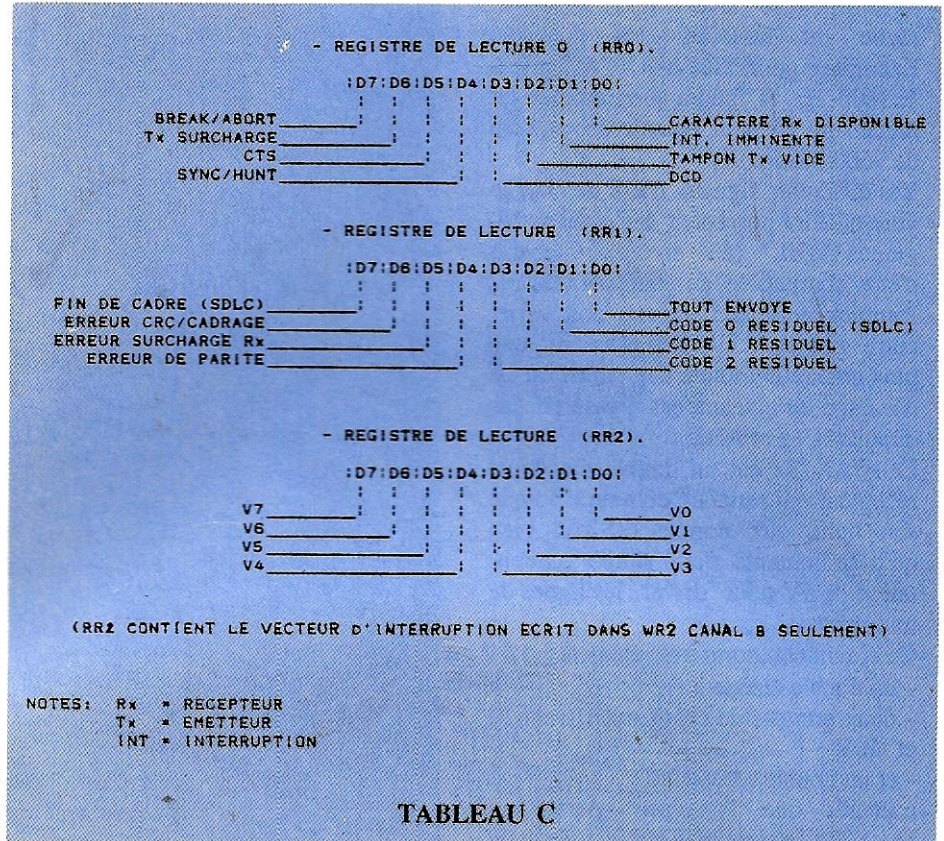 - REGISTRE DE LECTURE 0 (RR0).
:D7:D6:D5:D4:D3:D2:D1:D0:
BREAK/ABORT
Tx SURCHARGE
CTS
SYNC/HUNT
CARACTERE Rx DISPONIBLE
INT. IMMINENTE
TAMPON Tx VIDE
DCD
- REGISTRE DE LECTURE (RR1).
:D7:D6:D5:D4:D3:D2:D1:D0:
FIN DE CADRE (SDLC)
ERREUR CRC/CADRAGE
ERREUR SURCHARGE Rx
ERREUR DE PARITE
TOUT ENVOYE
CODE 0 RESIDUEL (SDLC)
CODE 1 RESIDUEL
CODE 2 RESIDUEL
- REGISTRE DE LECTURE (RR2).
:D7:D6:D5:D4:D3:D2:D1:D0:
V7
V6
V5
V4
V0
V1
V2
V3
(RR2 CONTIENT LE VECTEUR D'INTERRUPTION ECRIT DANS WR2 CANAL B SEULEMENT)
NOTES: Rx = RECEPTEUR
Tx = EMETTEUR
INT = INTERRUPTION
TABLEAU C